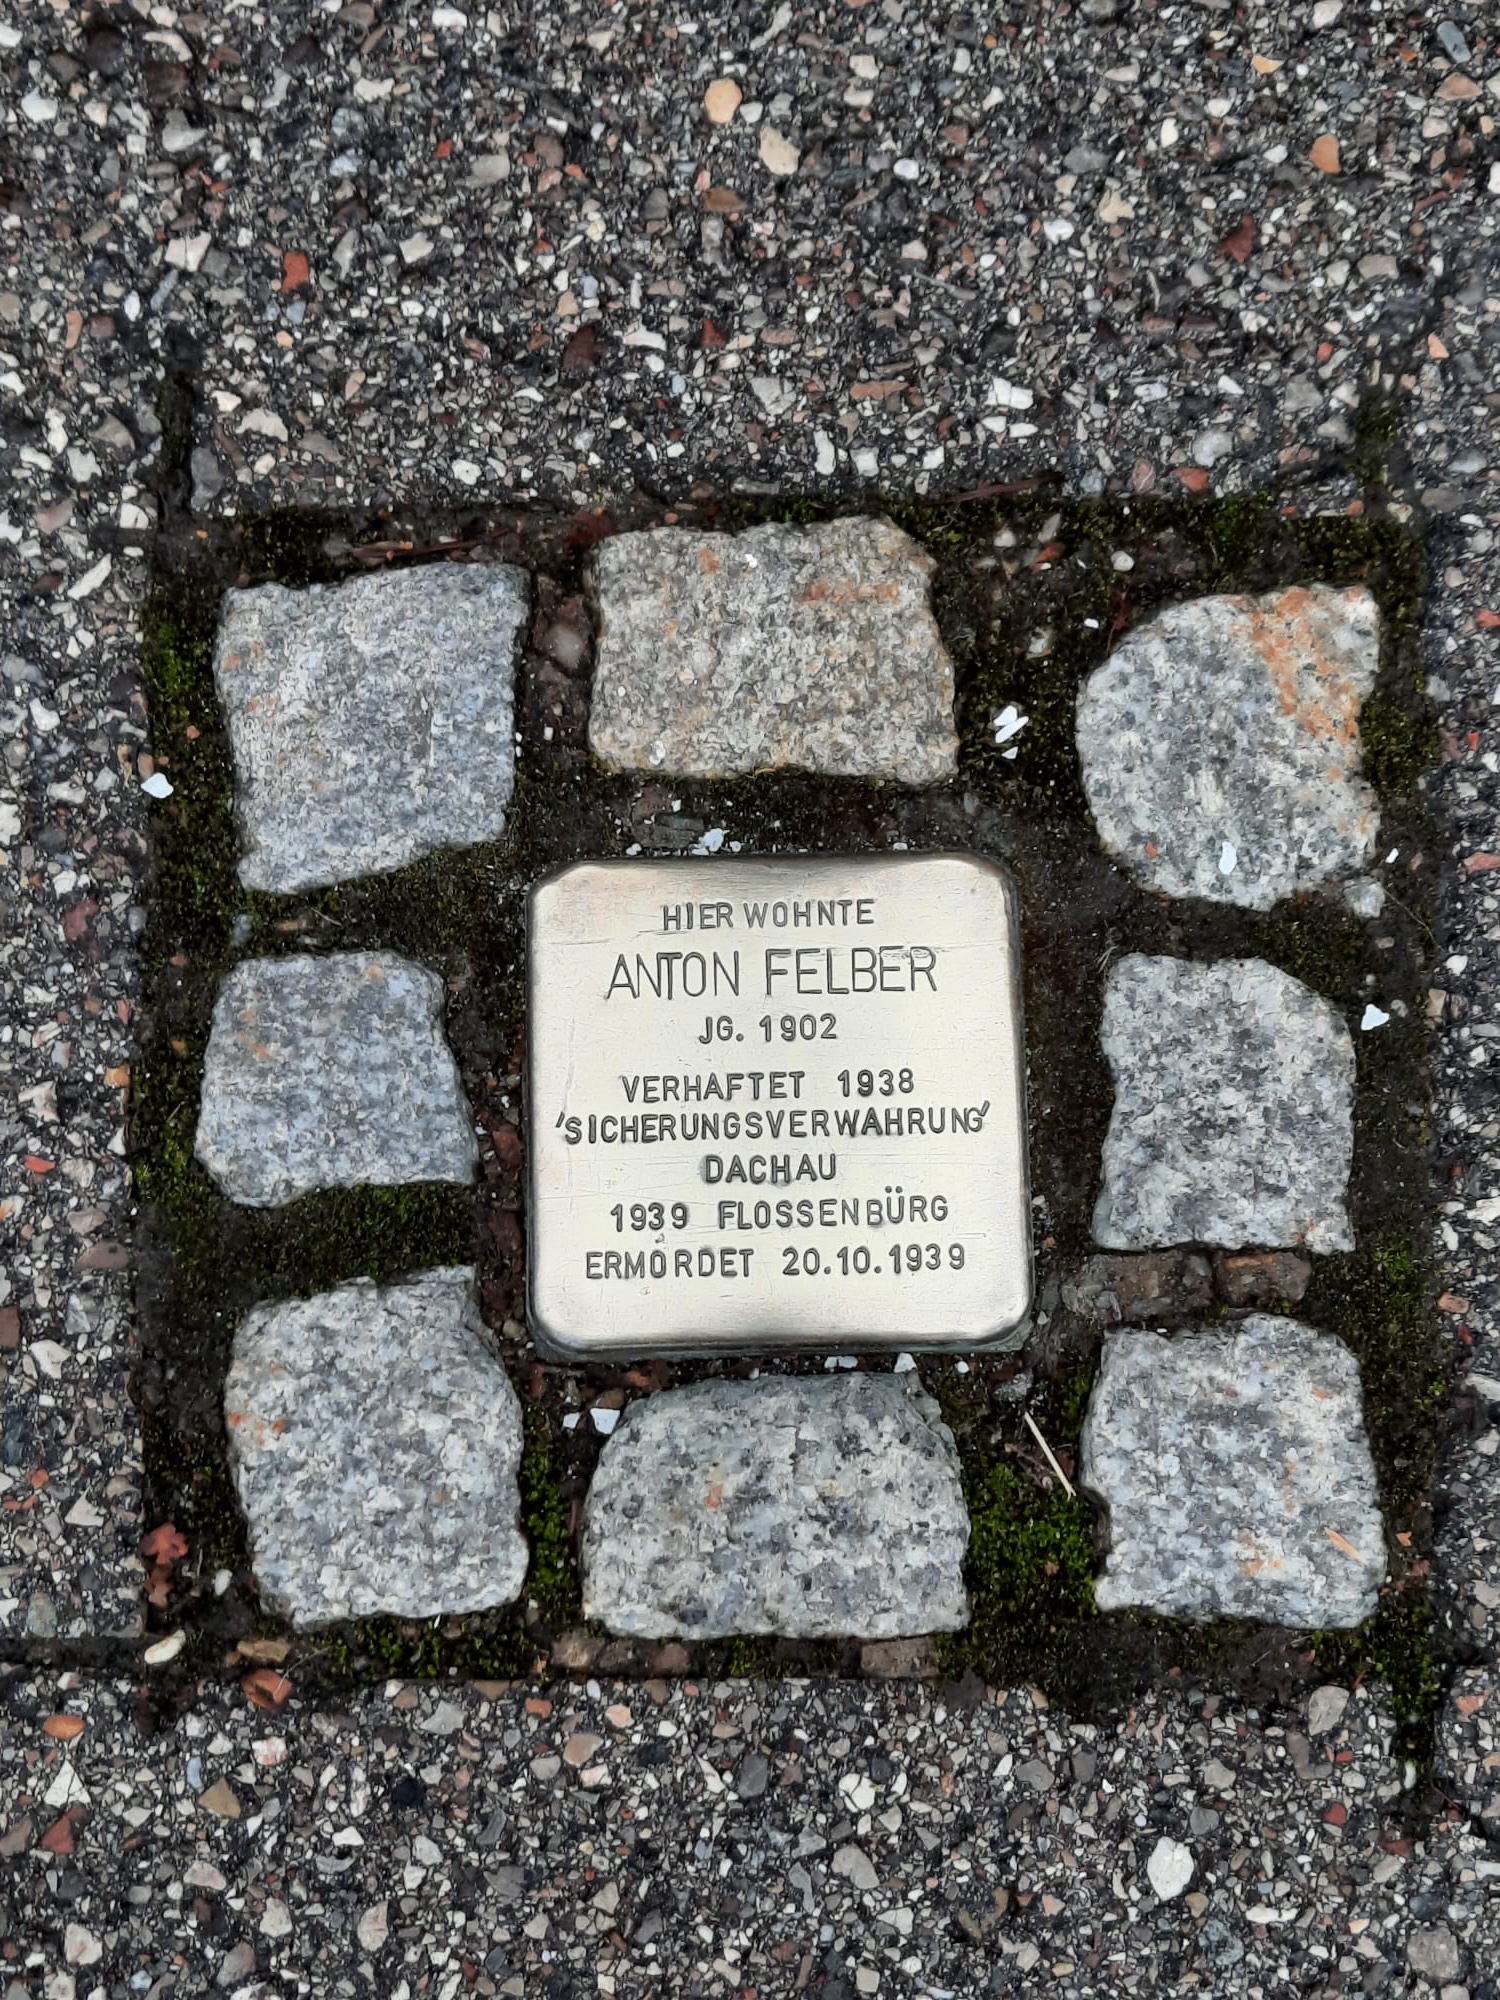 HIER WOHNTE
ANTON FELBER
JG. 1902
VERHAFTET 1938
'SICHERUNGSVERWAHRUNG'
DACHAU
1939 FLOSSENBÜRG
ERMORDET 20.10.1939